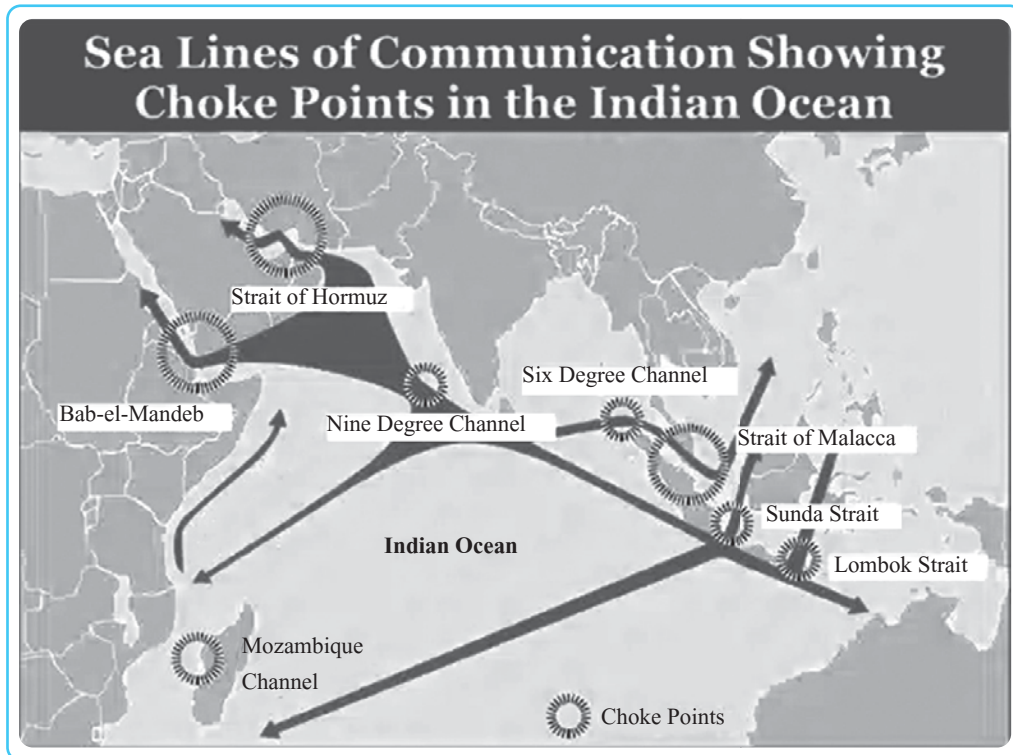 Sea Lines of Communication Showing
Choke Points in the Indian Ocean
Strait of Hormuz
Bab-el-Mandeb
Six Degree Channel
Nine Degree Channel
Strait of Malacca
Sunda Strait
Indian Ocean
Lombok Strait
Mozambique
Channel
Choke Points